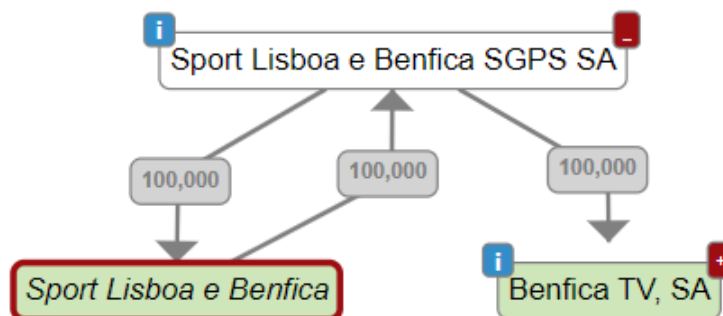 i
_
Sport Lisboa e Benfica SGPS SA
100,000
100,000
100,000
i
+
Sport Lisboa e Benfica
Benfica TV, SA